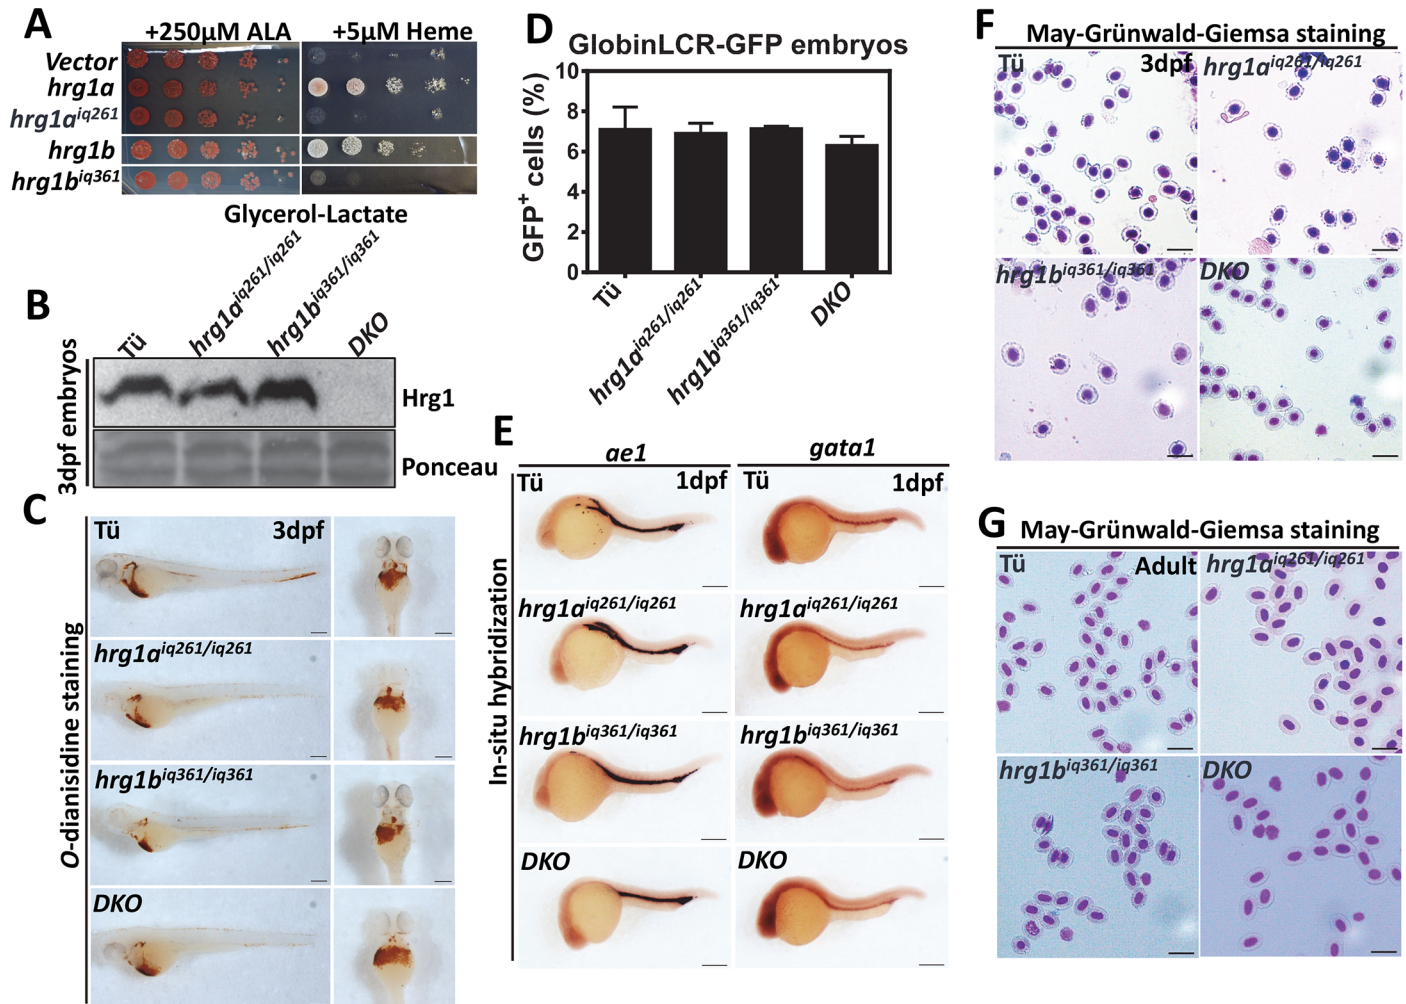 A
+250µM ALA
+5µM Heme
Vector
hrg1a
hrg1a^iq261
hrg1b
hrg1b^iq361
Glycerol-Lactate
B
3dpf embryos
Tü
hrg1a^iq261/iq261
hrg1b^iq361/iq361
DKO
Hrg1
Ponceau
C
O-dianisidine staining
Tü
3dpf
hrg1a^iq261/iq261
hrg1b^iq361/iq361
DKO
D
GlobinLCR-GFP embryos
GFP⁺ cells (%)
10
8
6
4
2
0
Tü
hrg1a^iq261/iq261
hrg1b^iq361/iq361
DKO
E
In-situ hybridization
ae1
gata1
Tü 1dpf
Tü 1dpf
hrg1a^iq261/iq261
hrg1a^iq261/iq261
hrg1b^iq361/iq361
hrg1b^iq361/iq361
DKO
DKO
F
May-Grünwald-Giemsa staining
Tü
3dpf
hrg1a^iq261/iq261
hrg1b^iq361/iq361
DKO
G
May-Grünwald-Giemsa staining
Tü
Adult
hrg1a^iq261/iq261
hrg1b^iq361/iq361
DKO